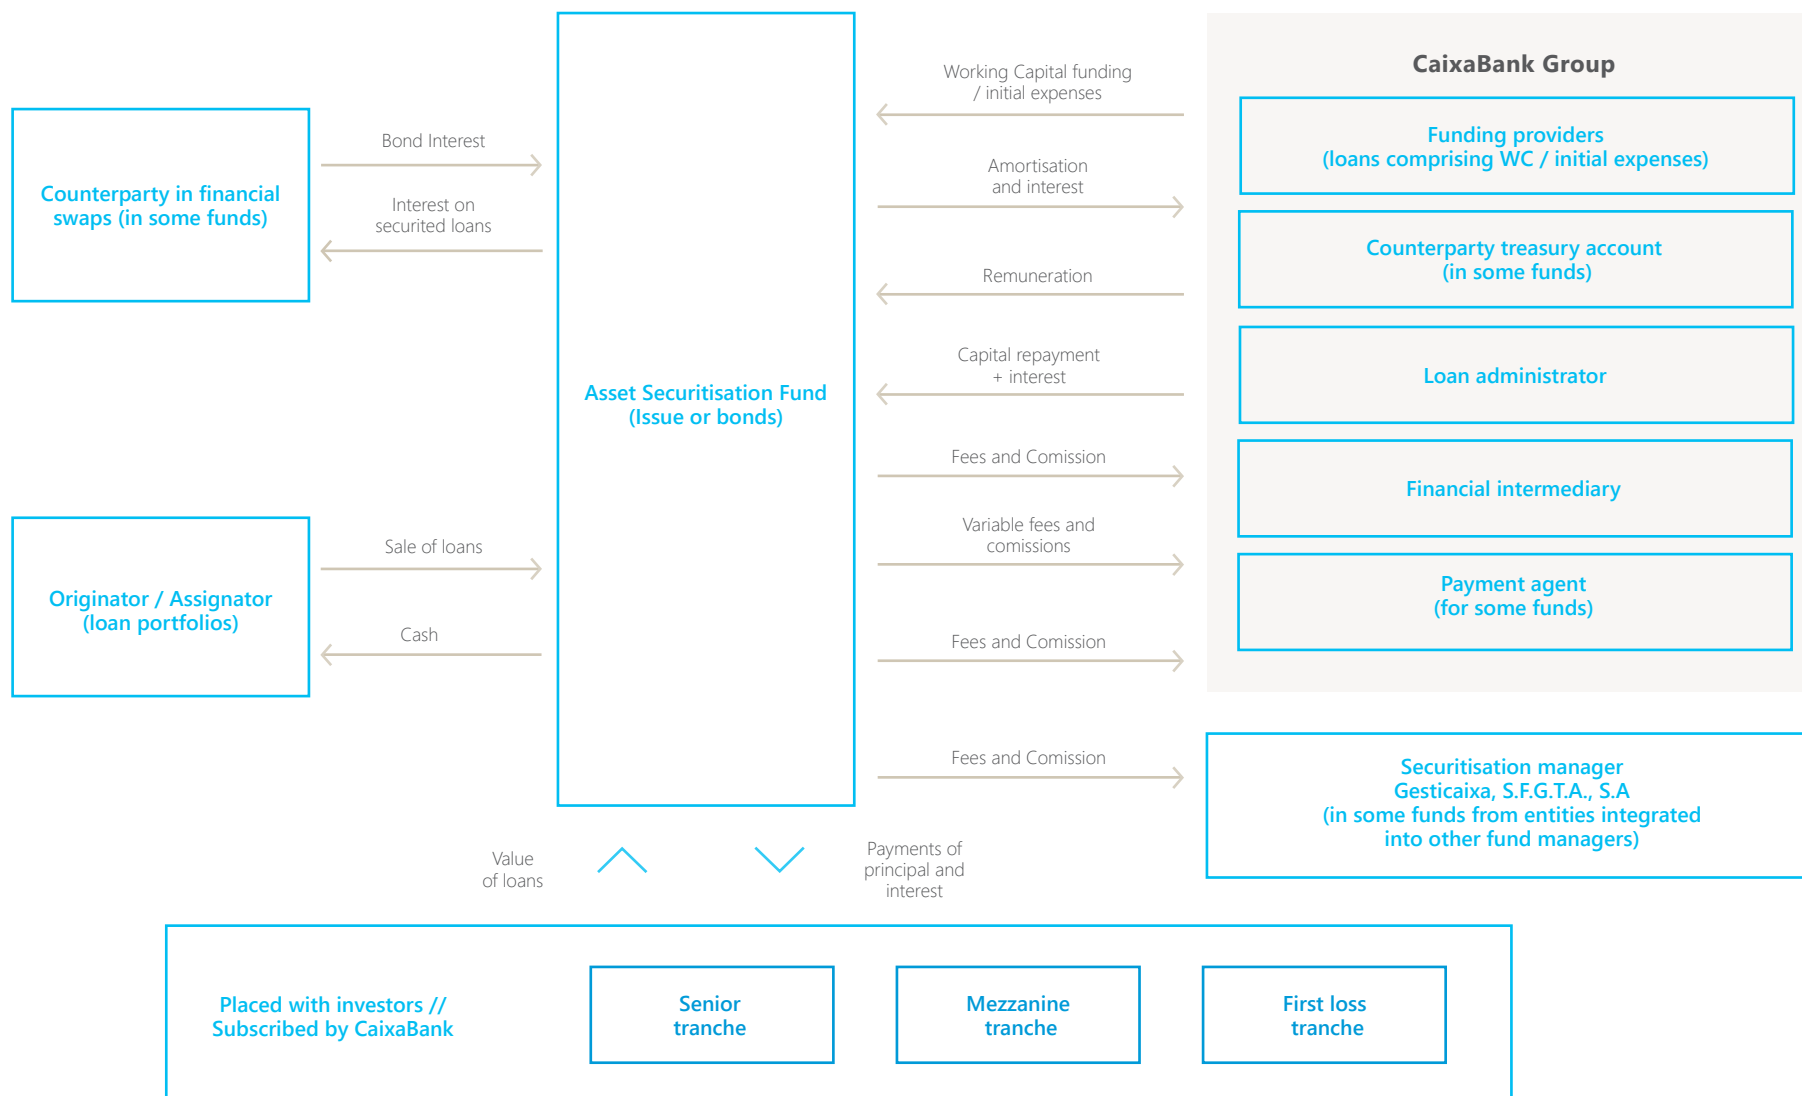 Counterparty in financial
swaps (in some funds)
Bond Interest
Interest on
securited loans
Originator / Assignator
(loan portfolios)
Sale of loans
Cash
Asset Securitisation Fund
(Issue or bonds)
Working Capital funding
/ initial expenses
Amortisation
and interest
Remuneration
Capital repayment
+ interest
Fees and Comission
Variable fees and
comissions
Fees and Comission
Fees and Comission
CaixaBank Group
Funding providers
(loans comprising WC / initial expenses)
Counterparty treasury account
(in some funds)
Loan administrator
Financial intermediary
Payment agent
(for some funds)
Securitisation manager
Gesticaixa, S.F.G.T.A., S.A
(in some funds from entities integrated
into other fund managers)
Value
of loans
Payments of
principal and
interest
Placed with investors //
Subscribed by CaixaBank
Senior
tranche
Mezzanine
tranche
First loss
tranche